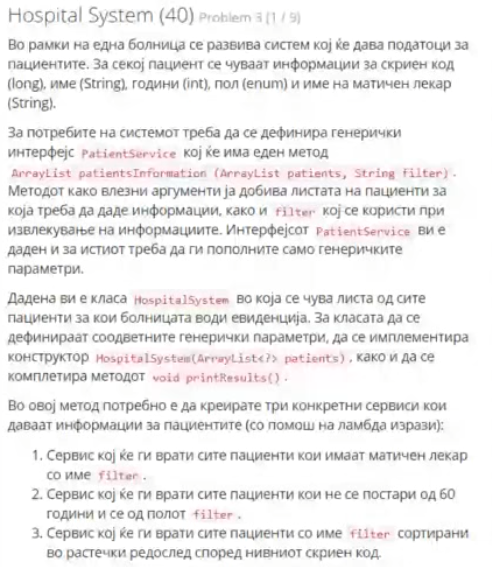 Hospital System (40) Problem 3 (1 / 9)
Во рамки на една болница се развива систем кој ќе дава податоци за
пациентите. За секој пациент се чуваат информации за скриен код
(long), име (String), години (int), пол (enum) и име на матичен лекар
(String).
За потребите на системот треба да се дефинира генерички
интерфејс PatientService кој ќе има еден метод
ArrayList patientsInformation (ArrayList patients, String filter).
Методот како влезни аргументи ја добива листата на пациенти за
која треба да даде информации, како и filter кој се користи при
извлекување на информациите. Интерфејсот PatientService ви е
даден и за истиот треба да ги пополните само генеричките
параметри.
Дадена ви е класа HospitalSystem во која се чува листа од сите
пациенти за кои болницата води евиденција. За класата да се
дефинираат соодветните генерички параметри, да се имплементира
конструктор HospitalSystem(ArrayList<?> patients), како и да се
комплетира методот void printResults().
Во овој метод потребно е да креирате три конкретни сервиси кои
даваат информации за пациентите (со помош на ламбда изрази):
1. Сервис кој ќе ги врати сите пациенти кои имаат матичен лекар
со име filter.
2. Сервис кој ќе ги врати сите пациенти кои не се постари од 60
години и се од полот filter.
3. Сервис кој ќе ги врати сите пациенти со име filter сортирани
во растечки редослед според нивниот скриен код.